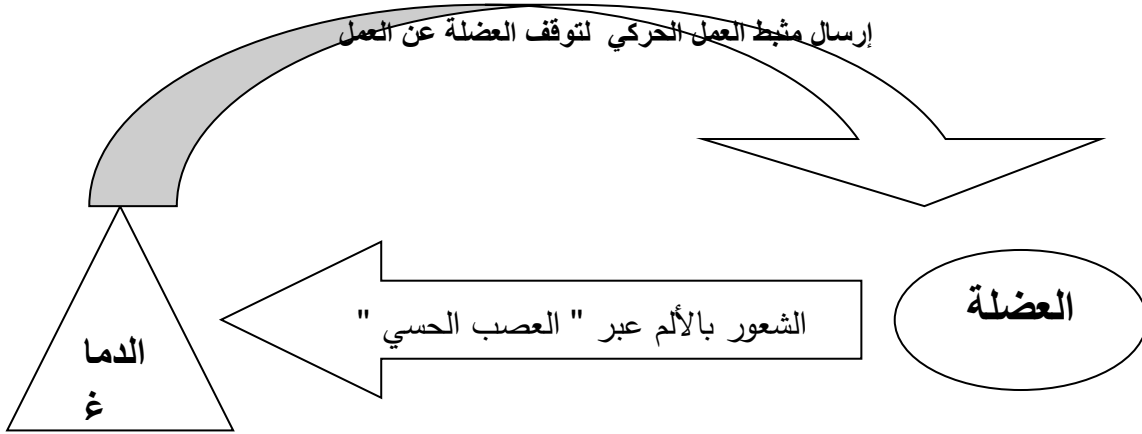 إرسال مثبط العمل الحركي لتوقف العضلة عن العمل
العضلة
الشعور بالألم عبر " العصب الحسي "
الدما
غ